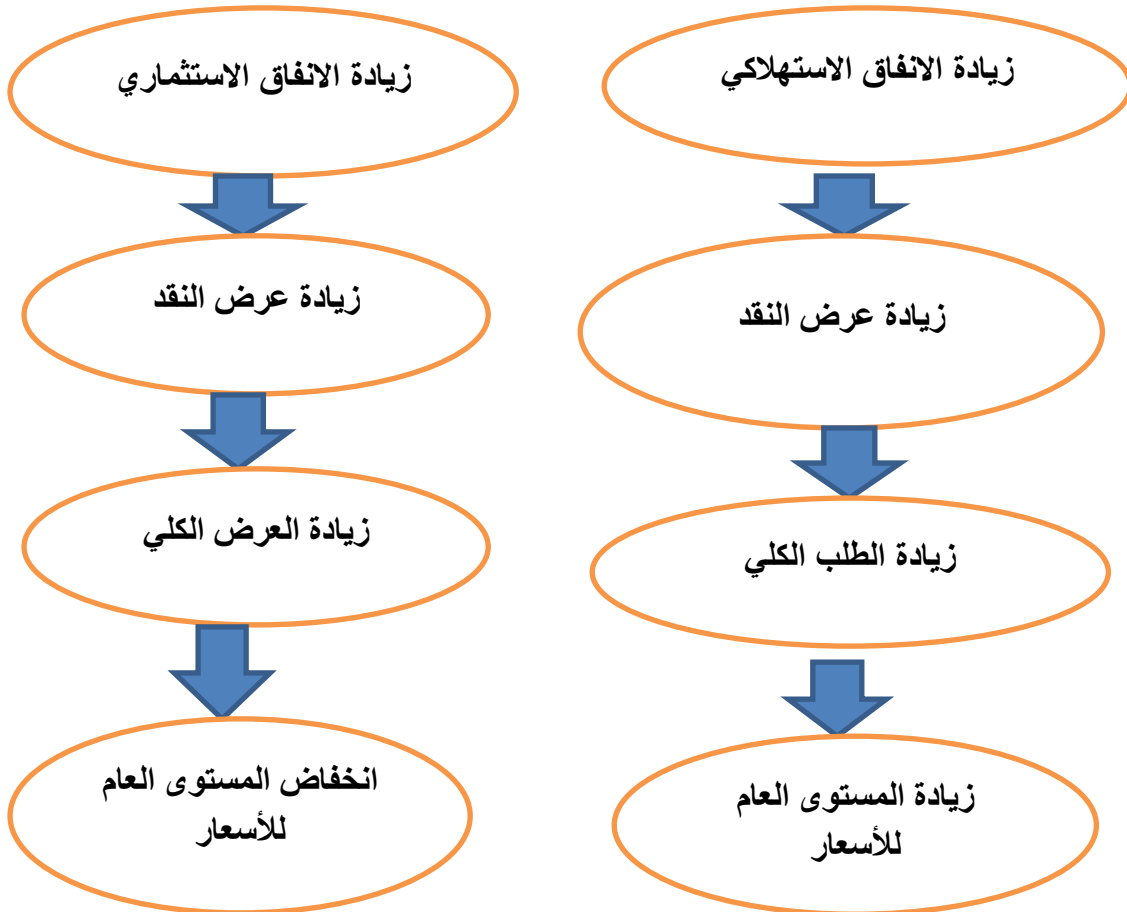 زيادة الانفاق الاستهلاكي
زيادة عرض النقد
زيادة الطلب الكلي
زيادة المستوى العام
للأسعار
زيادة الانفاق الاستثماري
زيادة عرض النقد
زيادة العرض الكلي
انخفاض المستوى العام
للأسعار